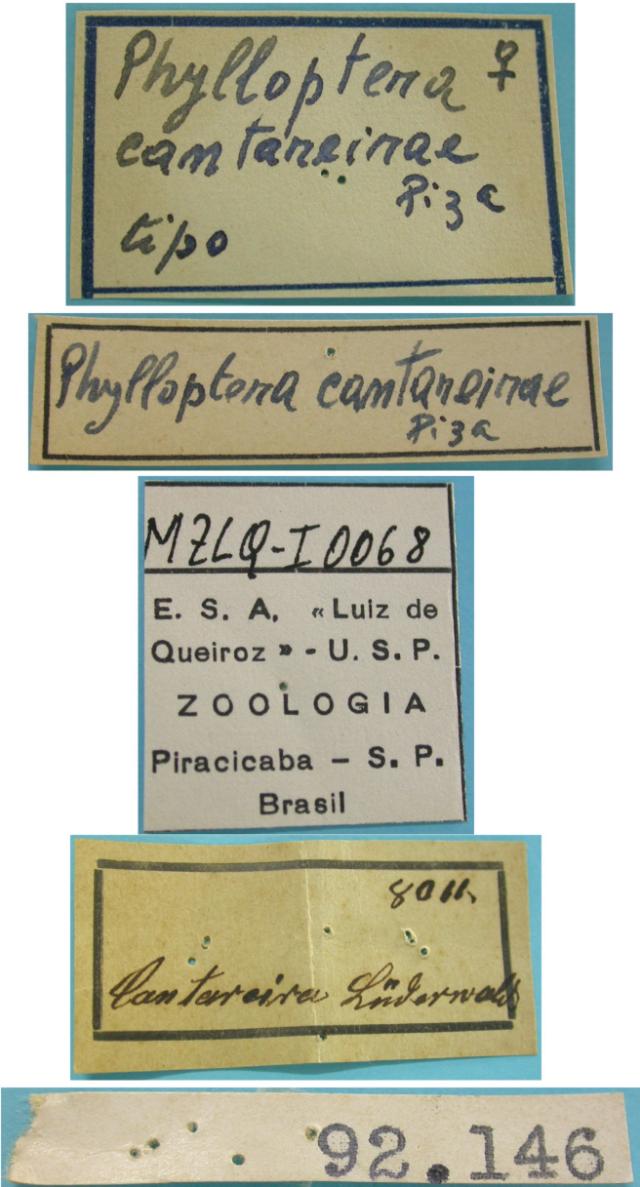 Phylloptera ♀
cantareirae
Piza
tipo
Phylloptera cantareirae
Piza
MZLQ-I0068
E. S. A. « Luiz de
Queiroz » - U. S. P.
ZOOLOGIA
Piracicaba – S. P.
Brasil
Cantareira Lüderwaldt
92.146